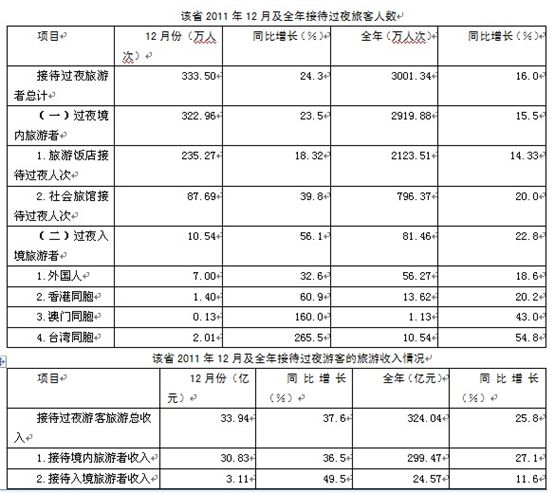 该省 2011 年 12 月及全年接待过夜旅客人数
项目 12 月份（万人次） 同比增长（%） 全年（万人次） 同比增长（%）
接待过夜旅游者总计 333.50 24.3 3001.34 16.0
（一）过夜境内旅游者 322.96 23.5 2919.88 15.5
1.旅游饭店接待过夜人次 235.27 18.32 2123.51 14.33
2.社会旅馆接待过夜人次 87.69 39.8 796.37 20.0
（二）过夜入境旅游者 10.54 56.1 81.46 22.8
1.外国人 7.00 32.6 56.27 18.6
2.香港同胞 1.40 60.9 13.62 20.2
3.澳门同胞 0.13 160.0 1.13 43.0
4.台湾同胞 2.01 265.5 10.54 54.8
该省 2011 年 12 月及全年接待过夜游客的旅游收入情况
项目 12月份（亿元） 同比增长（%） 全年（亿元） 同比增长（%）
接待过夜游客旅游总收入 33.94 37.6 324.04 25.8
1.接待境内旅游者收入 30.83 36.5 299.47 27.1
2.接待入境旅游者收入 3.11 49.5 24.57 11.6